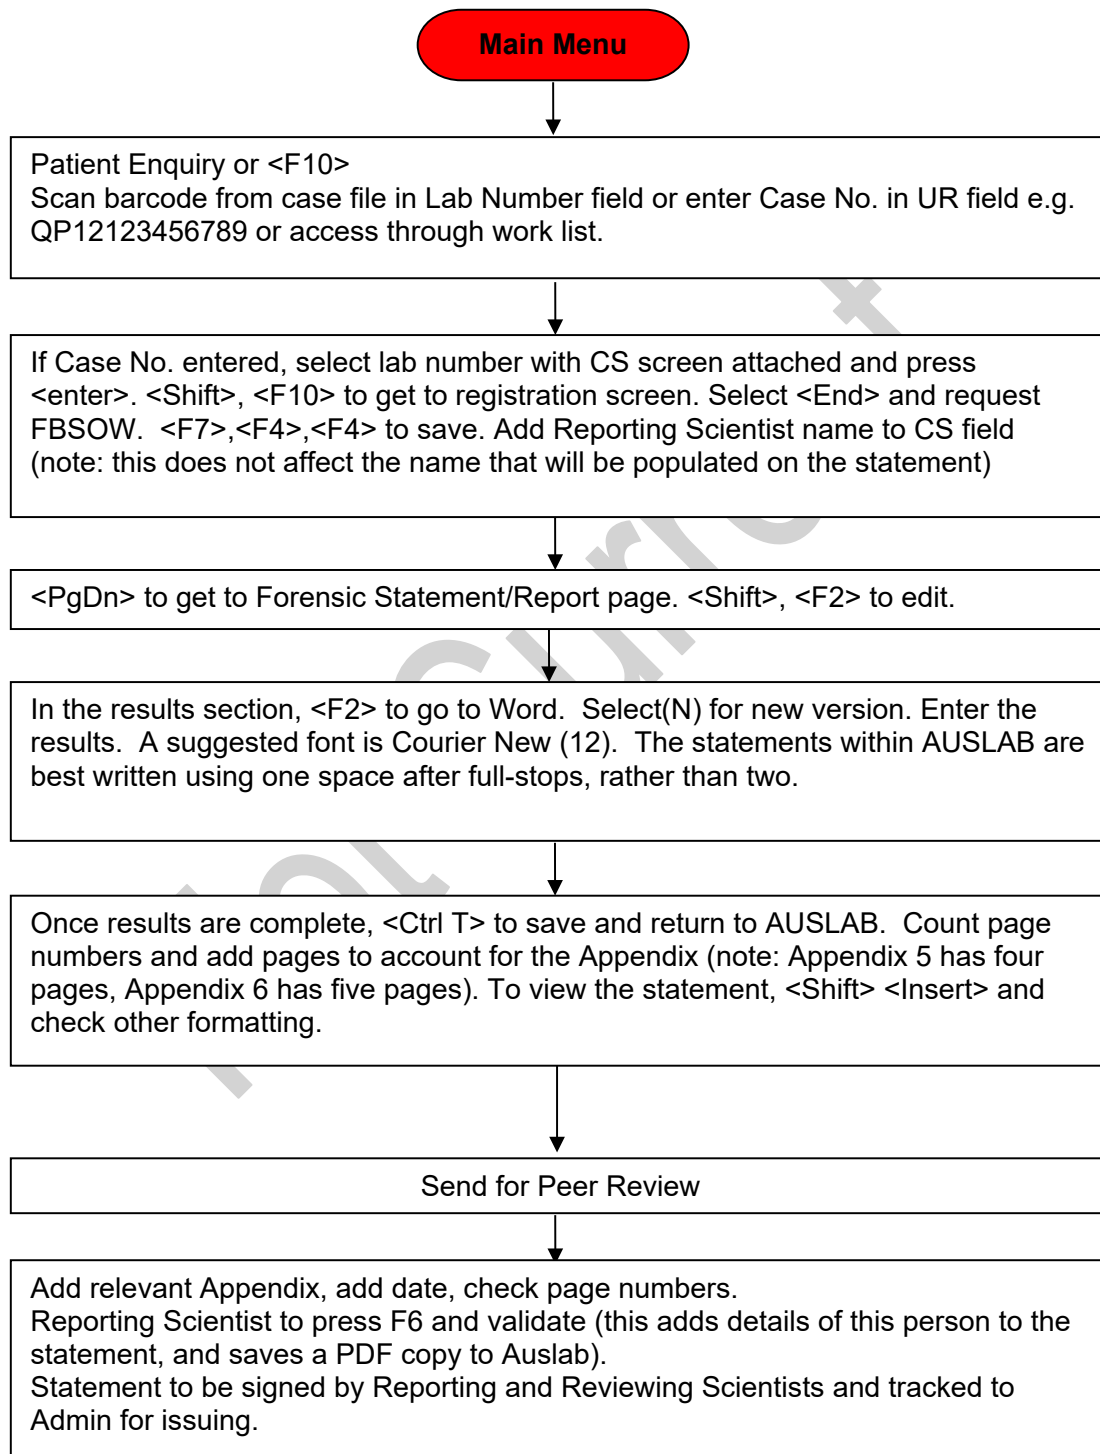 Main Menu
Patient Enquiry or <F10>
Scan barcode from case file in Lab Number field or enter Case No. in UR field e.g.
QP12123456789 or access through work list.
If Case No. entered, select lab number with CS screen attached and press
<enter>. <Shift>, <F10> to get to registration screen. Select <End> and request
FBSOW.  <F7>,<F4>,<F4> to save. Add Reporting Scientist name to CS field
(note: this does not affect the name that will be populated on the statement)
<PgDn> to get to Forensic Statement/Report page. <Shift>, <F2> to edit.
In the results section, <F2> to go to Word.  Select(N) for new version. Enter the
results.  A suggested font is Courier New (12).  The statements within AUSLAB are
best written using one space after full-stops, rather than two.
Once results are complete, <Ctrl T> to save and return to AUSLAB.  Count page
numbers and add pages to account for the Appendix (note: Appendix 5 has four
pages, Appendix 6 has five pages). To view the statement, <Shift> <Insert> and
check other formatting.
Send for Peer Review
Add relevant Appendix, add date, check page numbers.
Reporting Scientist to press F6 and validate (this adds details of this person to the
statement, and saves a PDF copy to Auslab).
Statement to be signed by Reporting and Reviewing Scientists and tracked to
Admin for issuing.
Not Current